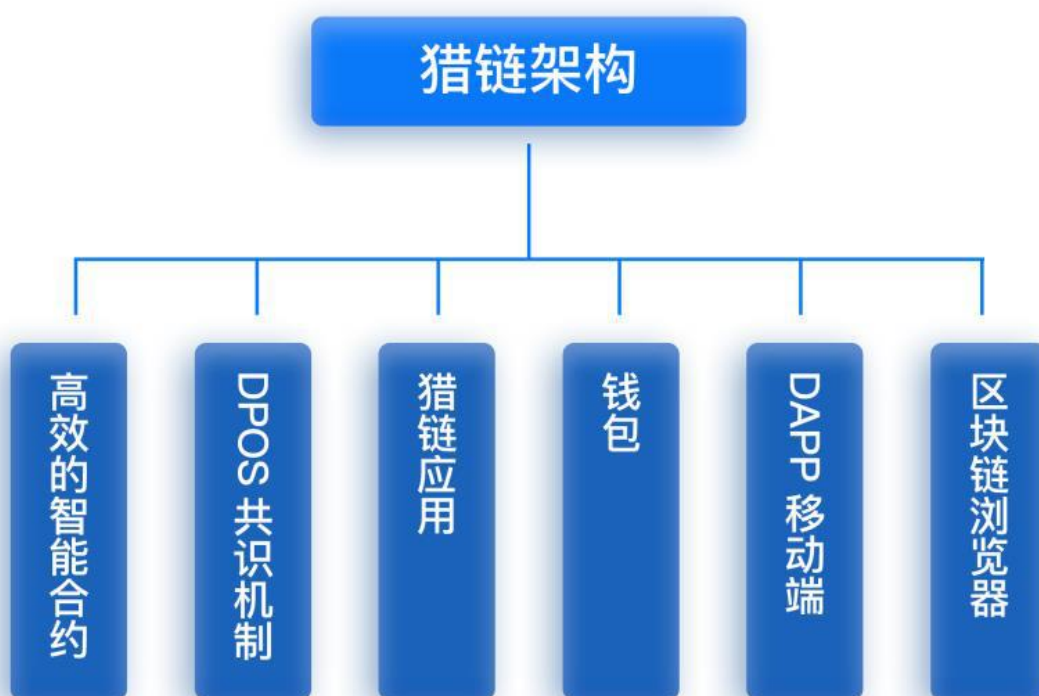 猎链架构
高效的智能合约
DPOS 共识机制
猎链应用
钱包
DAPP 移动端
区块链浏览器